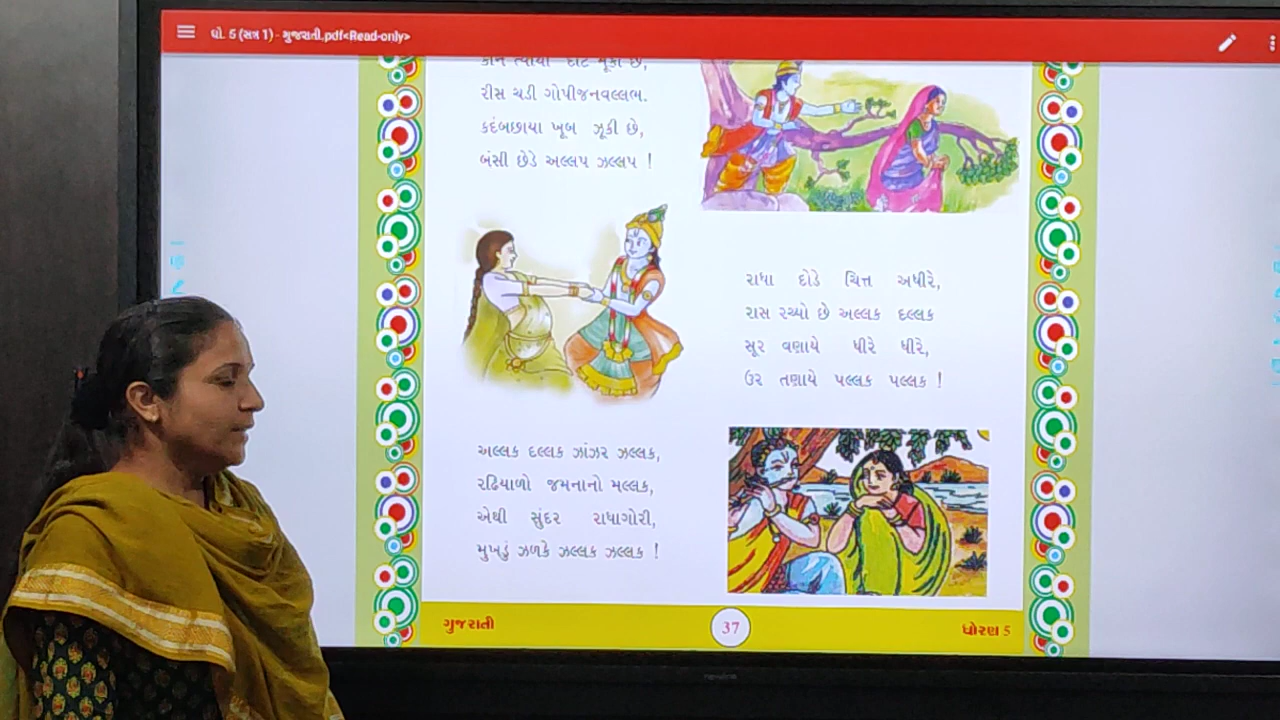 ધો. 5 (સત્ર 1) - ગુજરાતી.pdf<Read-only>
રીસ ચડી ગોપીજનવલ્લભ.
કદંબછાયા ખૂબ ઝૂકી છે,
બંસી છેડે અલ્લપ ઝલ્લપ !
રાધા દોડે ચિત્ત અધીરે,
રાસ રચ્યો છે અલ્લક દલ્લક
સૂર વણાયે ધીરે ધીરે,
ઉર તણાયે પલ્લક પલ્લક !
અલ્લક દલ્લક ઝાંઝર ઝલ્લક,
રઢિયાળો જમનાનો મલ્લક,
એથી સુંદર રાધાગોરી,
મુખડું ઝળકે ઝલ્લક ઝલ્લક !
ગુજરાતી
37
ધોરણ 5